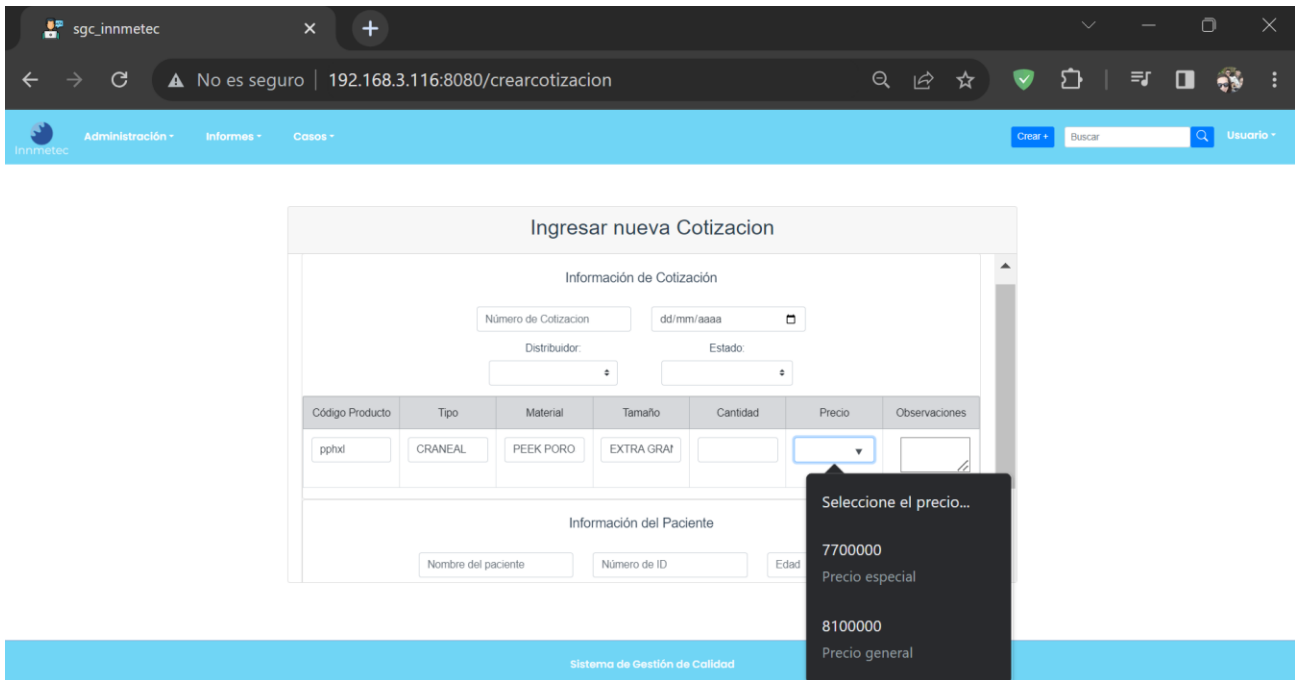 sgc_innmetec
No es seguro | 192.168.3.116:8080/crearcotizacion
Innmetec Administración Informes Casos Crear + Buscar Usuario
Ingresar nueva Cotizacion
Información de Cotización
Número de Cotizacion dd/mm/aaaa
Distribuidor: Estado:
Código Producto Tipo Material Tamaño Cantidad Precio Observaciones
pphxl CRANEAL PEEK PORO EXTRA GRAN
Seleccione el precio...
7700000
Precio especial
8100000
Precio general
Información del Paciente
Nombre del paciente Número de ID Edad
Sistema de Gestión de Calidad